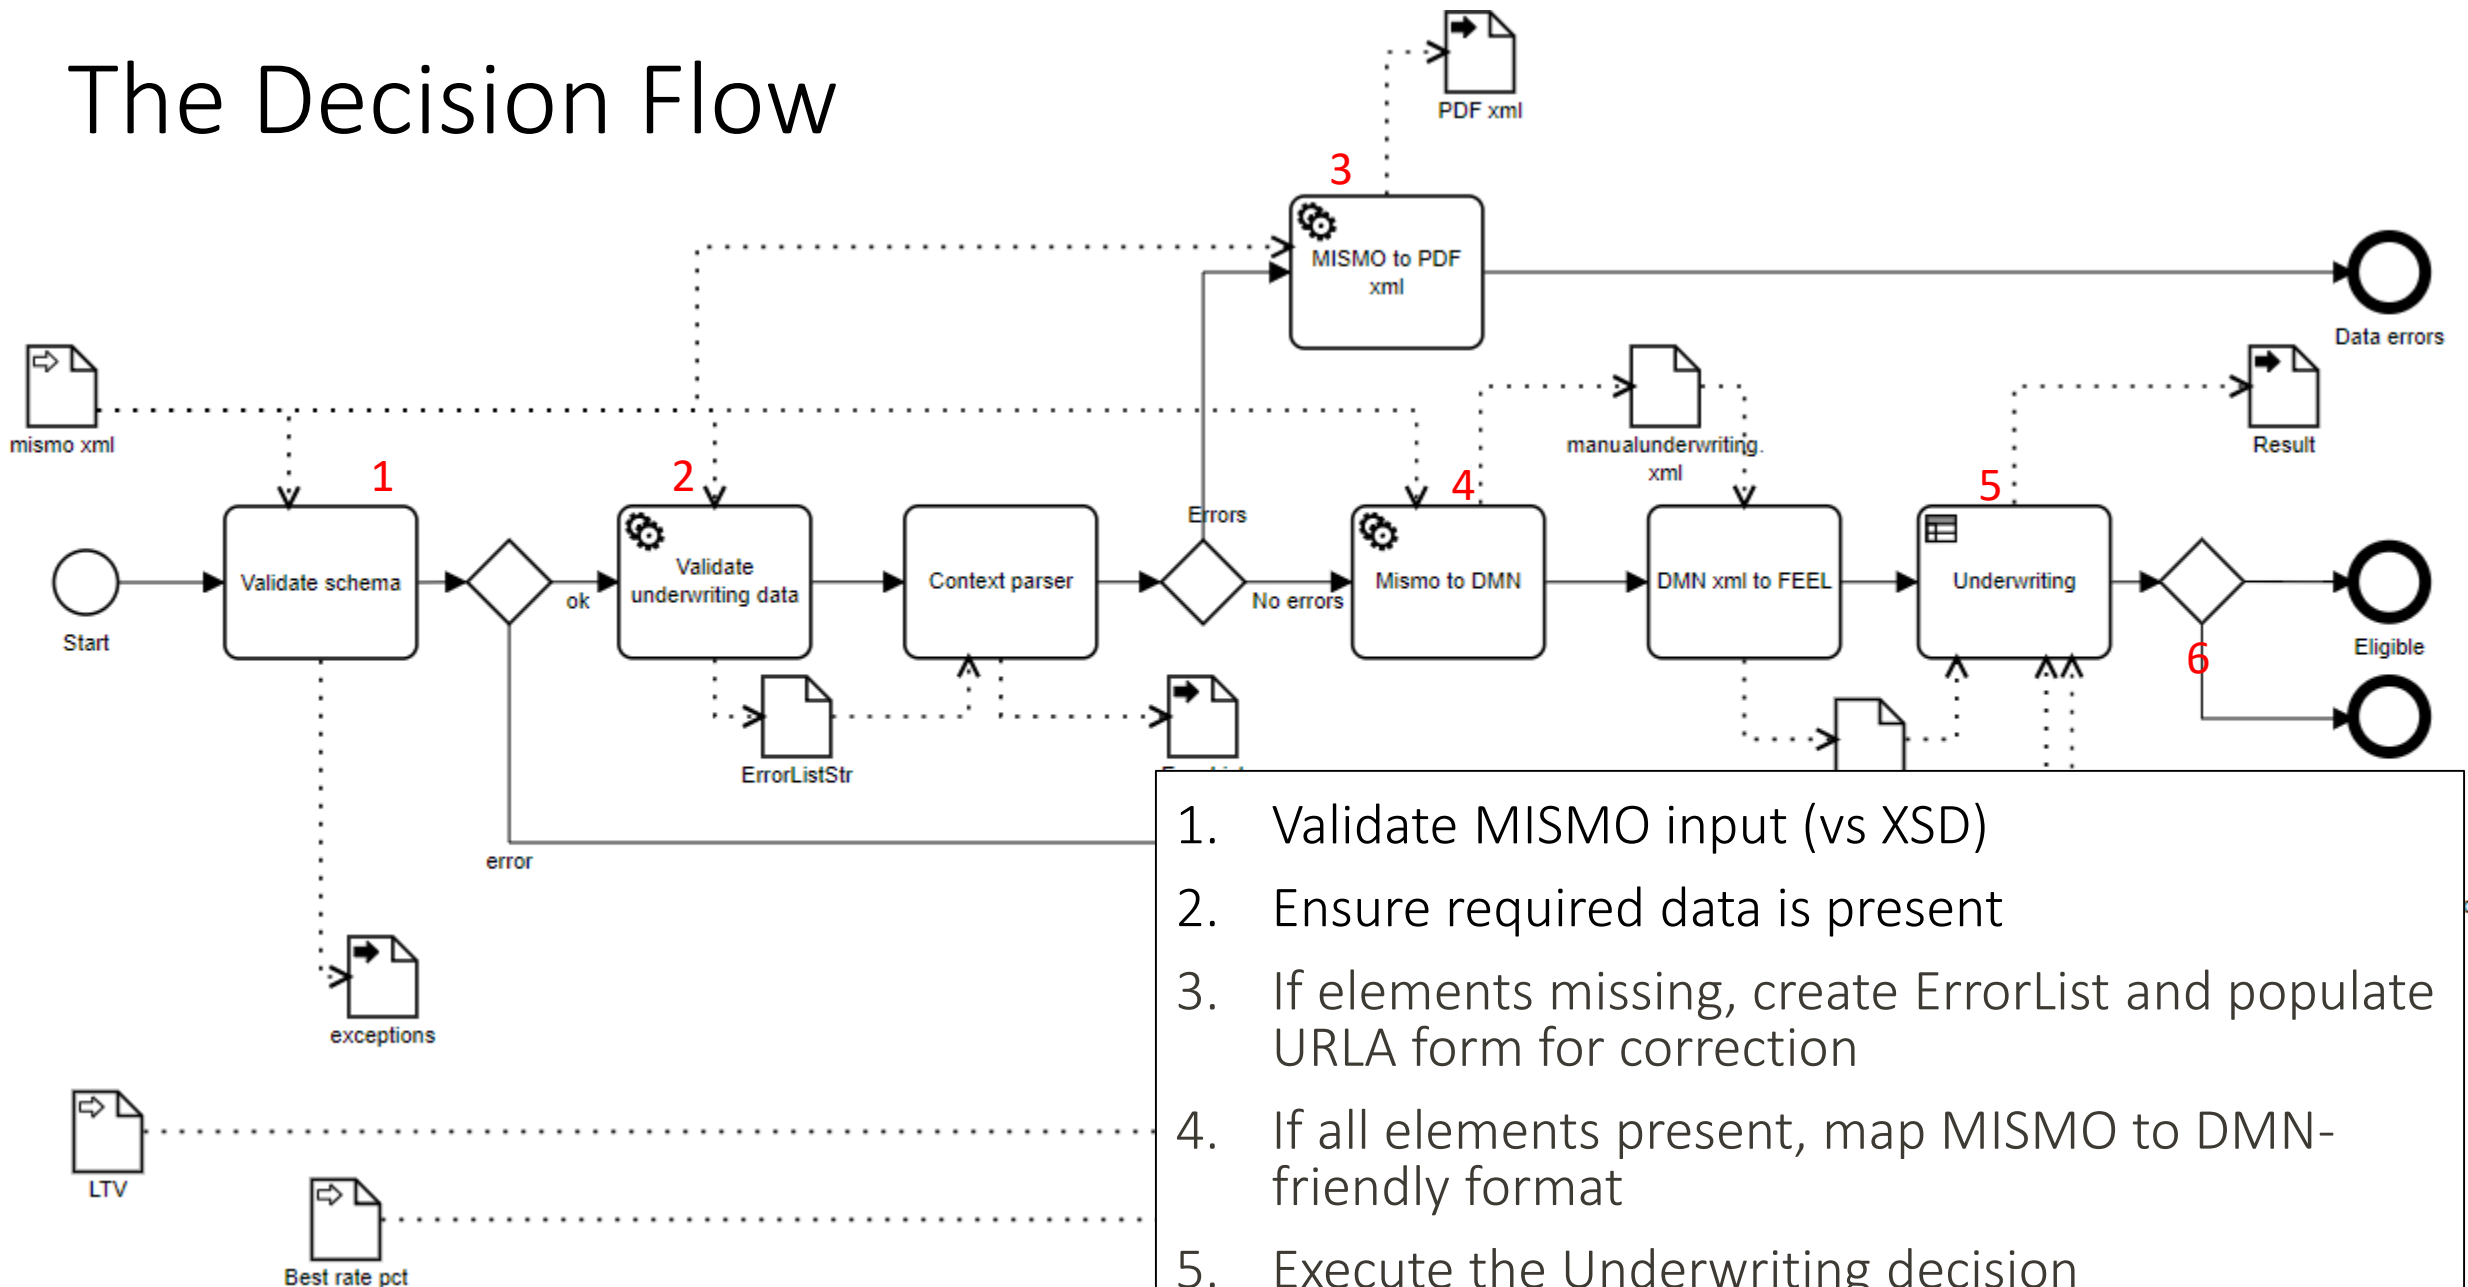 The Decision Flow
PDF xml
3
MISMO to PDF
xml
Data errors
mismo xml
manualunderwriting.
xml
Result
1
2
4
5
Errors
Start
Validate schema
ok
Validate
underwriting data
Context parser
No errors
Mismo to DMN
DMN xml to FEEL
Underwriting
Eligible
6
ErrorListStr
error
exceptions
LTV
Best rate pct
1. Validate MISMO input (vs XSD)
2. Ensure required data is present
3. If elements missing, create ErrorList and populate
URLA form for correction
4. If all elements present, map MISMO to DMN-
friendly format
5. Execute the Underwriting decision